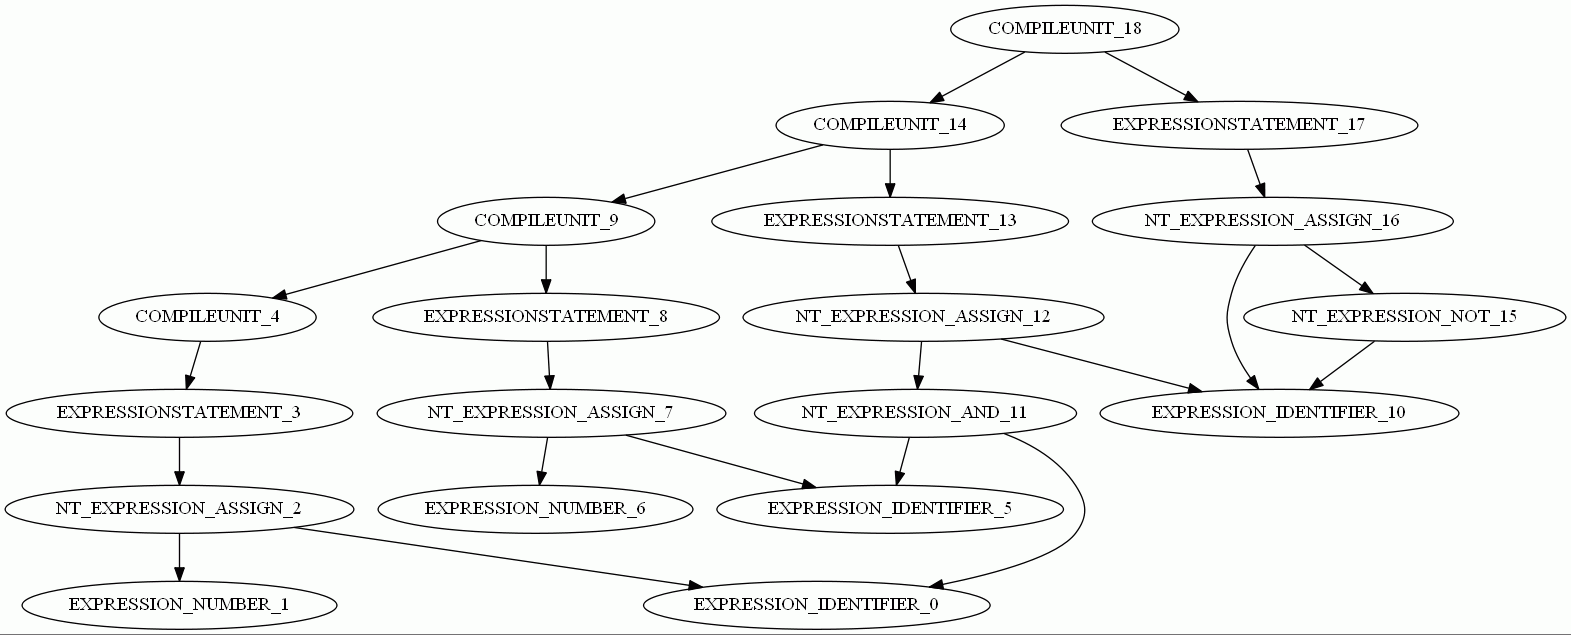 COMPILEUNIT_18
COMPILEUNIT_14
EXPRESSIONSTATEMENT_17
COMPILEUNIT_9
EXPRESSIONSTATEMENT_13
NT_EXPRESSION_ASSIGN_16
COMPILEUNIT_4
EXPRESSIONSTATEMENT_8
NT_EXPRESSION_ASSIGN_12
NT_EXPRESSION_NOT_15
EXPRESSIONSTATEMENT_3
NT_EXPRESSION_ASSIGN_7
NT_EXPRESSION_AND_11
EXPRESSION_IDENTIFIER_10
NT_EXPRESSION_ASSIGN_2
EXPRESSION_NUMBER_6
EXPRESSION_IDENTIFIER_5
EXPRESSION_NUMBER_1
EXPRESSION_IDENTIFIER_0